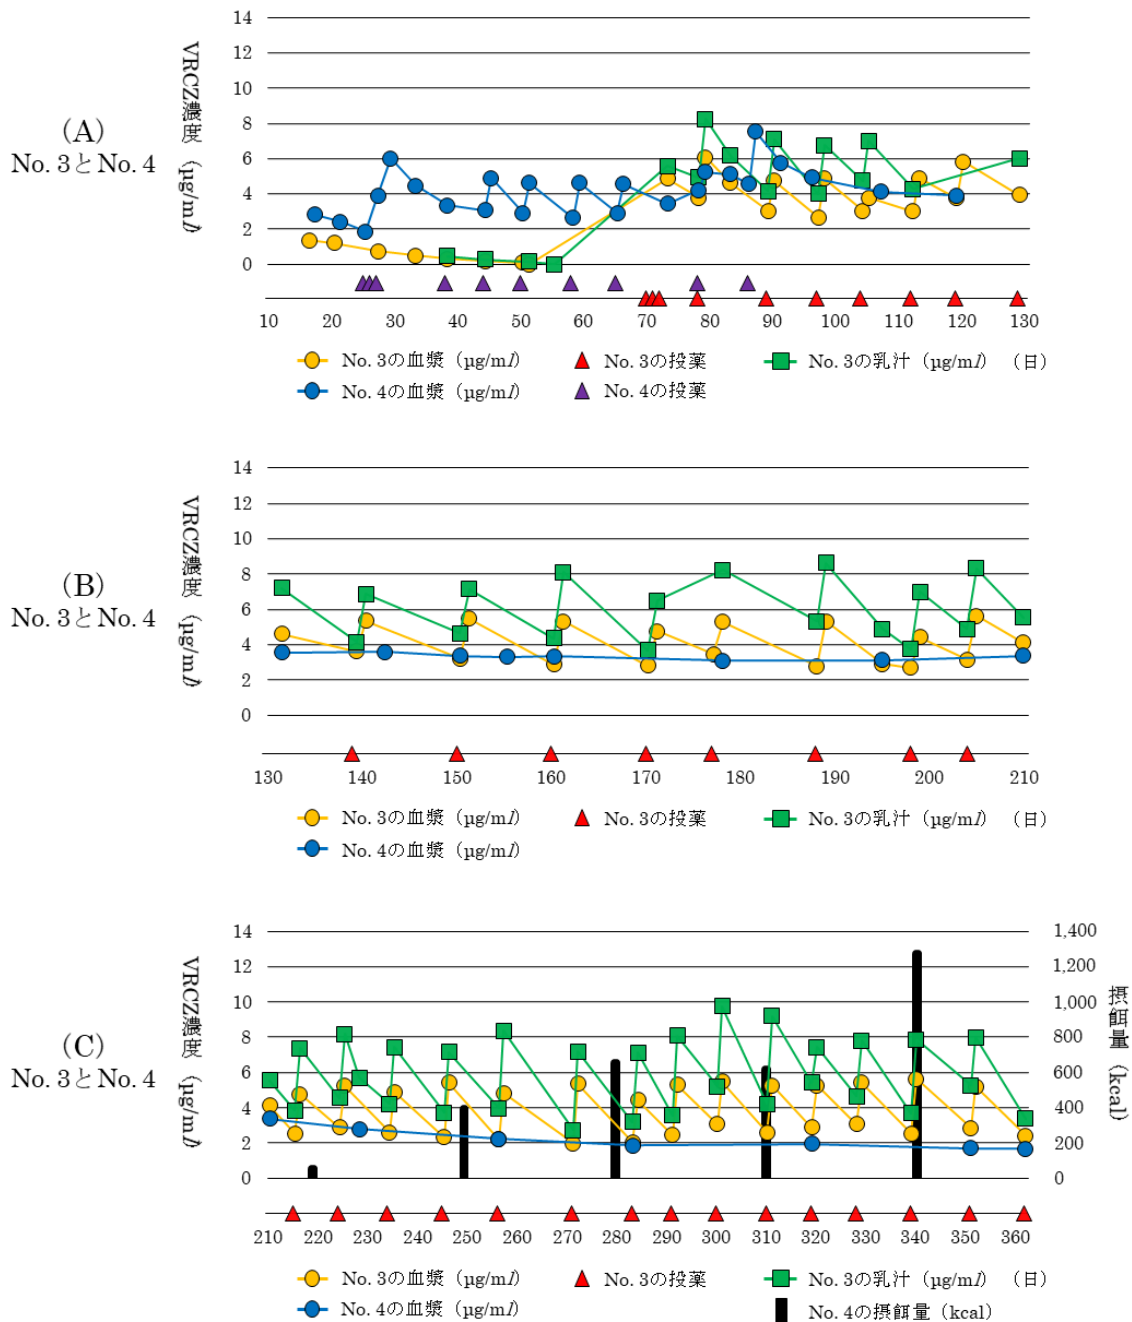 (A)
No. 3とNo. 4
VRCZ濃度 (µg/ml)
14
12
10
8
6
4
2
0
10 20 30 40 50 60 70 80 90 100 110 120 130
No. 3の血漿 (µg/ml) No. 3の投薬 No. 3の乳汁 (µg/ml) (日)
No. 4の血漿 (µg/ml) No. 4の投薬
(B)
No. 3とNo. 4
VRCZ濃度 (µg/ml)
14
12
10
8
6
4
2
0
130 140 150 160 170 180 190 200 210
No. 3の血漿 (µg/ml) No. 3の投薬 No. 3の乳汁 (µg/ml) (日)
No. 4の血漿 (µg/ml)
(C)
No. 3とNo. 4
VRCZ濃度 (µg/ml)
14
12
10
8
6
4
2
0
1,400
1,200
1,000
800
600
400
200
0
摂餌量 (kcal)
210 220 230 240 250 260 270 280 290 300 310 320 330 340 350 360
No. 3の血漿 (µg/ml) No. 3の投薬 No. 3の乳汁 (µg/ml) (日)
No. 4の血漿 (µg/ml) No. 4の摂餌量 (kcal)